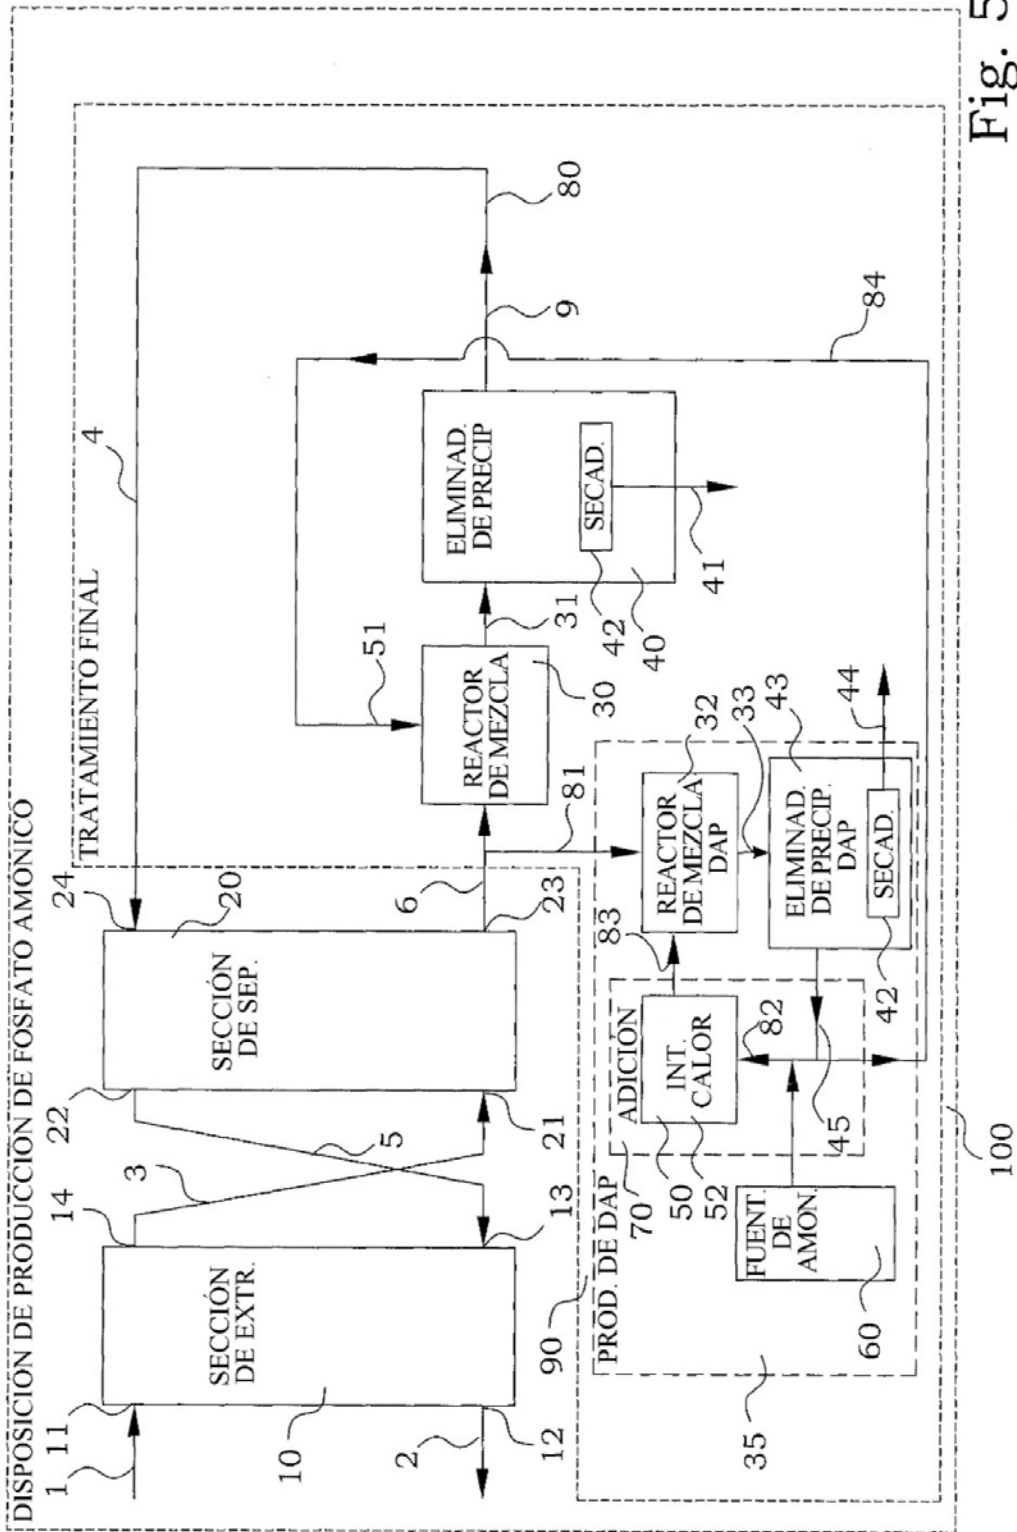 DISPOSICION DE PRODUCCION DE FOSFATO AMONICO
TRATAMIENTO FINAL
1
11
14
3
22
24
4
SECCIÓN
DE EXTR.
10
SECCIÓN
DE SEP.
20
5
2
12
13
21
23
6
REACTOR
DE MEZCLA
30
51
31
ELIMINAD.
DE PRECIP
SECAD.
42
40
41
9
80
81
84
90
PROD. DE DAP
35
FUENT.
DE
AMON.
60
70
ADICIÓN
INT.
CALOR
50
52
82
45
83
REACTOR
DE MEZCLA
DAP
32
33
ELIMINAD.
DE PRECIP.
DAP
SECAD.
42
43
44
100
Fig. 5